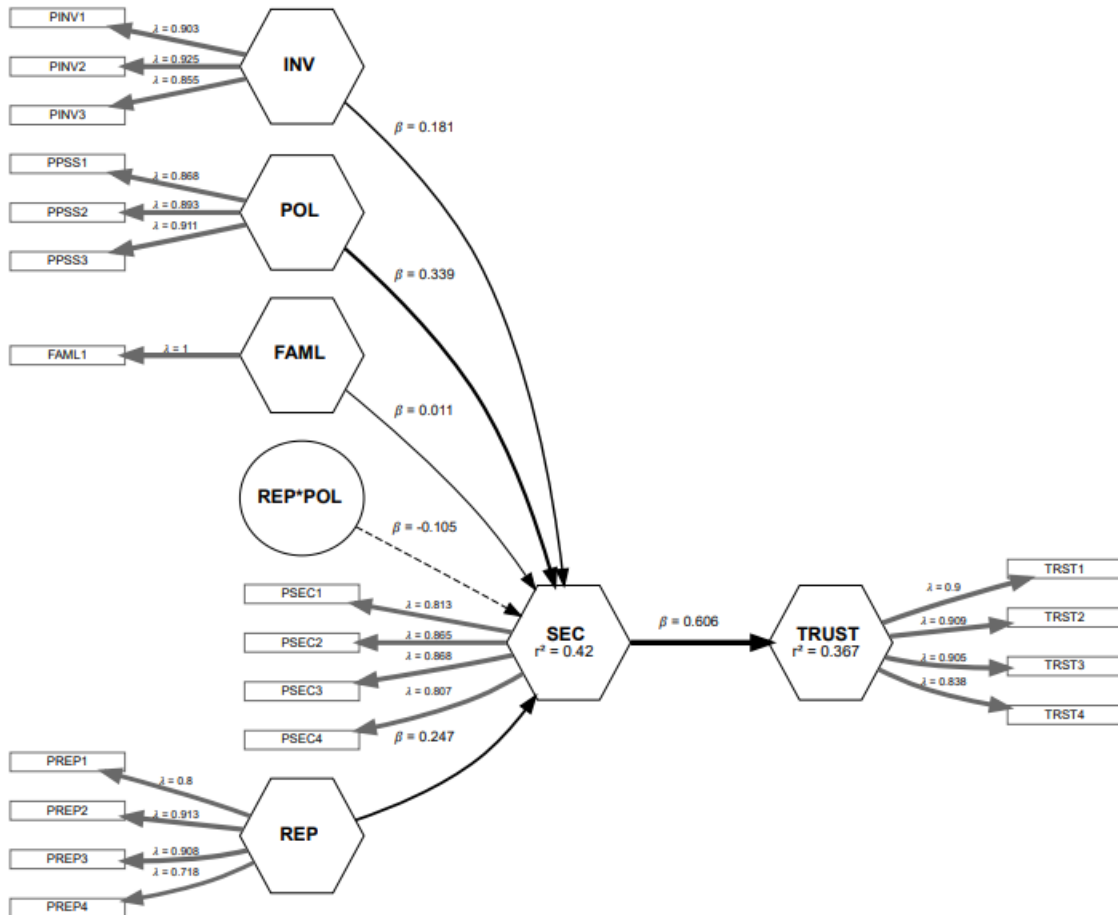 PINV1
λ = 0.903
PINV2
λ = 0.925
INV
λ = 0.855
PINV3
β = 0.181
PPSS1
λ = 0.868
PPSS2
λ = 0.893
POL
λ = 0.911
PPSS3
β = 0.339
FAML1
λ = 1
FAML
β = 0.011
REP*POL
β = -0.105
PSEC1
λ = 0.813
PSEC2
λ = 0.865
PSEC3
λ = 0.868
λ = 0.807
PSEC4
SEC
r² = 0.42
β = 0.606
TRUST
r² = 0.367
TRST1
λ = 0.9
TRST2
λ = 0.909
TRST3
λ = 0.905
λ = 0.838
TRST4
β = 0.247
PREP1
λ = 0.8
PREP2
λ = 0.913
REP
PREP3
λ = 0.908
λ = 0.718
PREP4